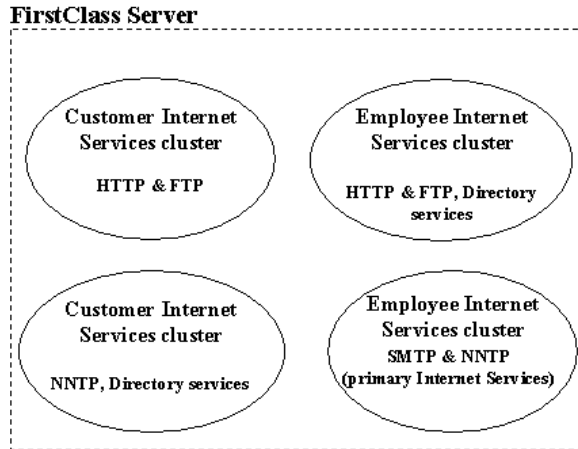 FirstClass Server
Customer Internet
Services cluster
HTTP & FTP
Employee Internet
Services cluster
HTTP & FTP, Directory
services
Customer Internet
Services cluster
NNTP, Directory services
Employee Internet
Services cluster
SMTP & NNTP
(primary Internet Services)